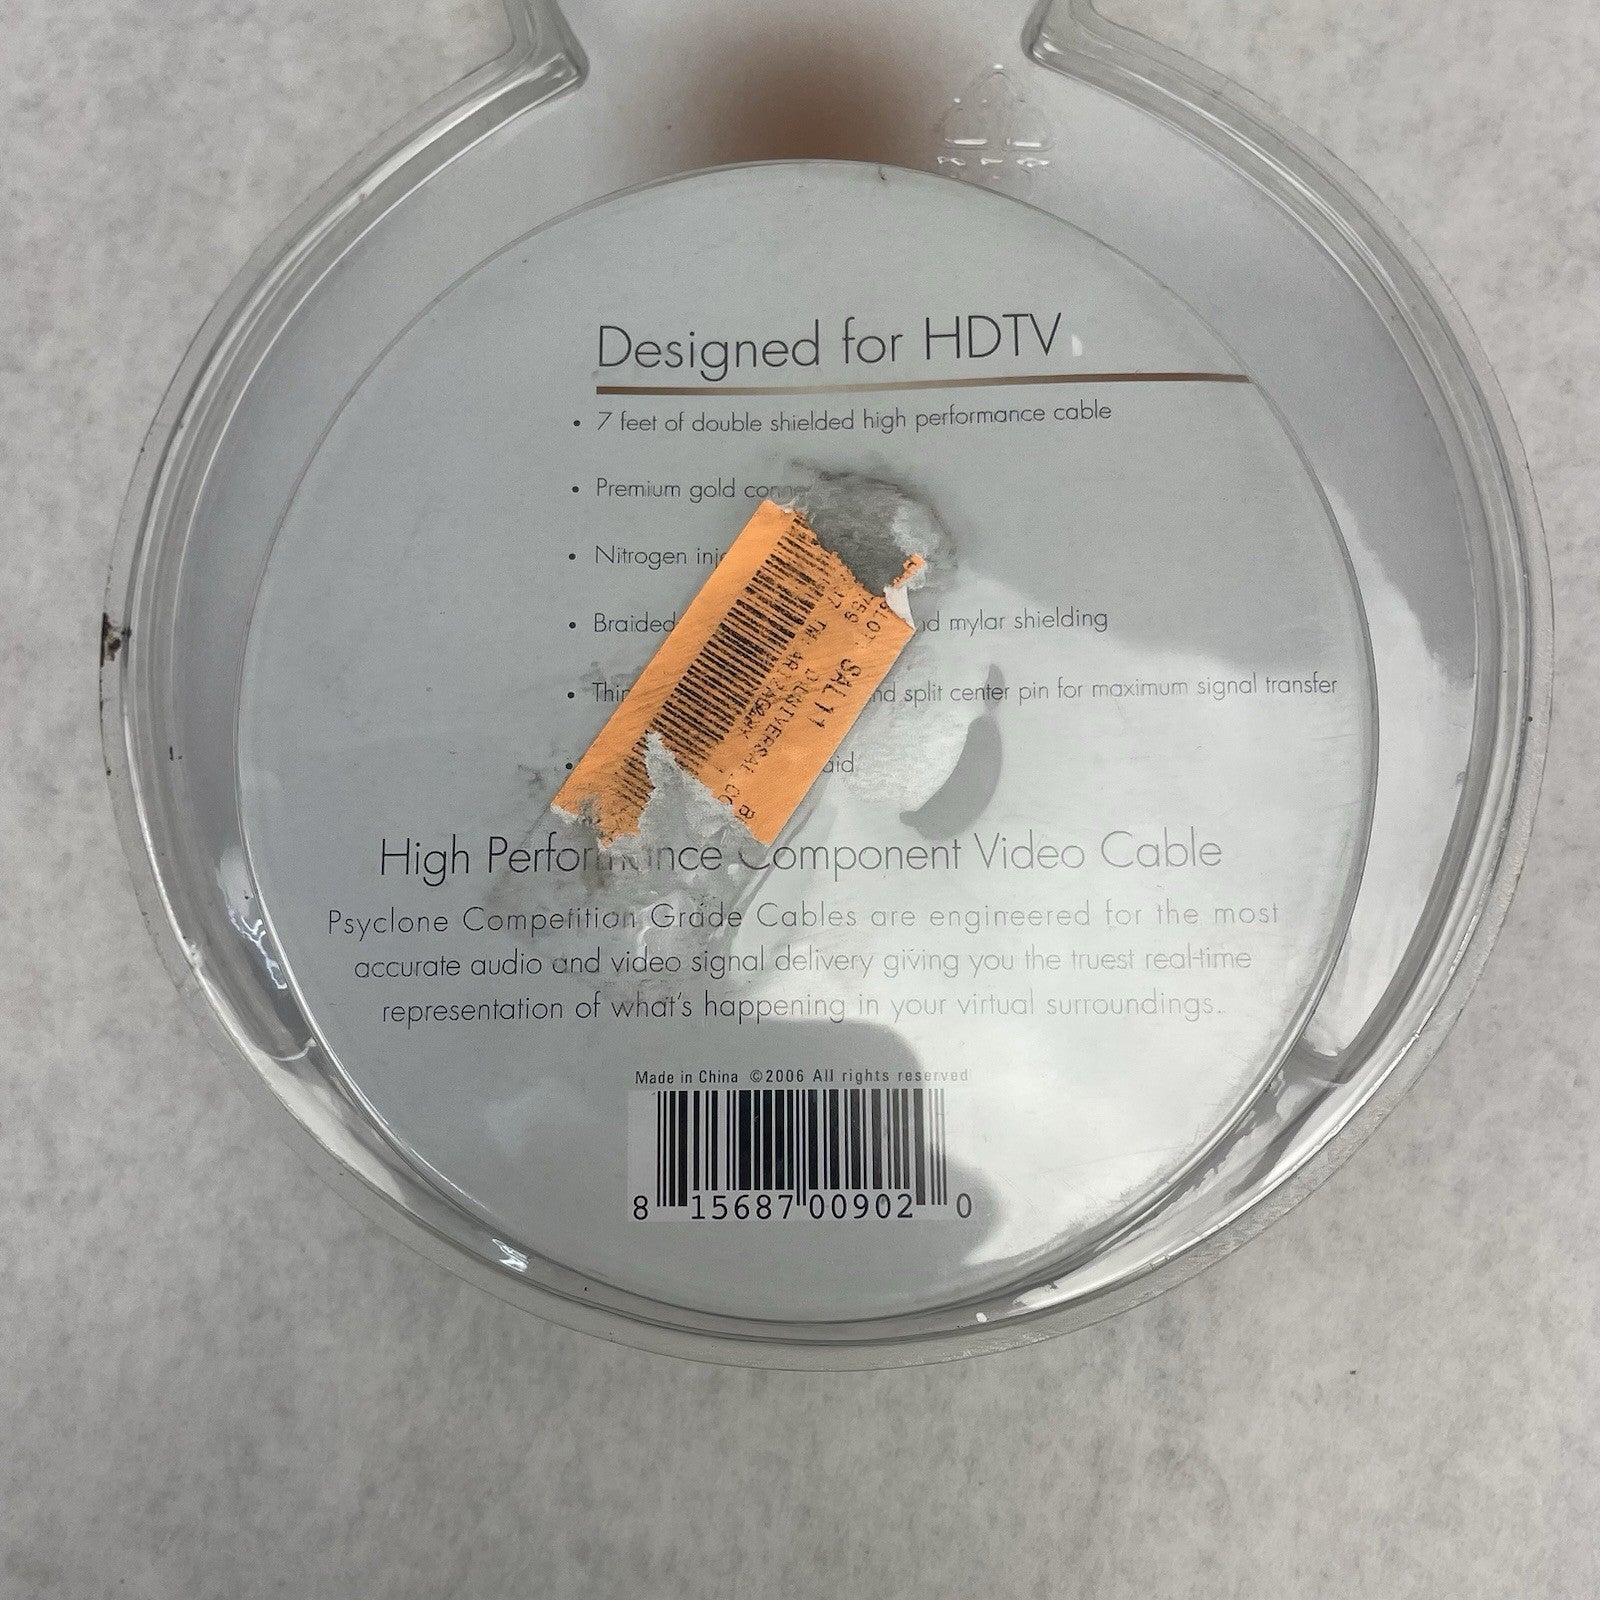 Designed for HDTV
• 7 feet of double shielded high performance cable
• Premium gold
• Nitrogen
• Braided mylar shielding
• split center pin for maximum signal transfer
•
SAL11
High Performance Component Video Cable
Psyclone Competition Grade Cables are engineered for the most
accurate audio and video signal delivery giving you the truest real-time
representation of what's happening in your virtual surroundings.
Made in China ©2006 All rights reserved
8 15687 00902 0